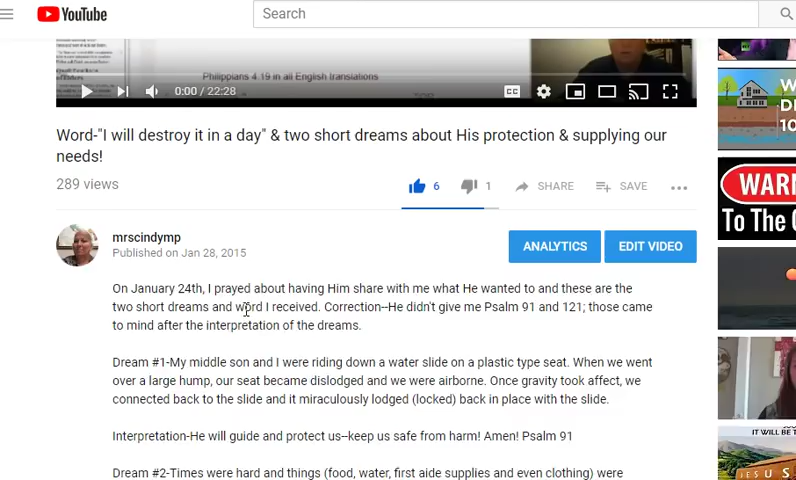 YouTube
Search
Philippians 4.19 in all English translations
0:00 / 22:28
CC
Word-"I will destroy it in a day" & two short dreams about His protection & supplying our
needs!
289 views
6
1
SHARE
SAVE
mrscindymp
Published on Jan 28, 2015
ANALYTICS
EDIT VIDEO
On January 24th, I prayed about having Him share with me what He wanted to and these are the
two short dreams and word I received. Correction--He didn't give me Psalm 91 and 121; those came
to mind after the interpretation of the dreams.
Dream #1-My middle son and I were riding down a water slide on a plastic type seat. When we went
over a large hump, our seat became dislodged and we were airborne. Once gravity took affect, we
connected back to the slide and it miraculously lodged (locked) back in place with the slide.
Interpretation-He will guide and protect us--keep us safe from harm! Amen! Psalm 91
Dream #2-Times were hard and things (food, water, first aide supplies and even clothing) were
W
D
10
WARN
To The
IT WILL BE T
JESUS